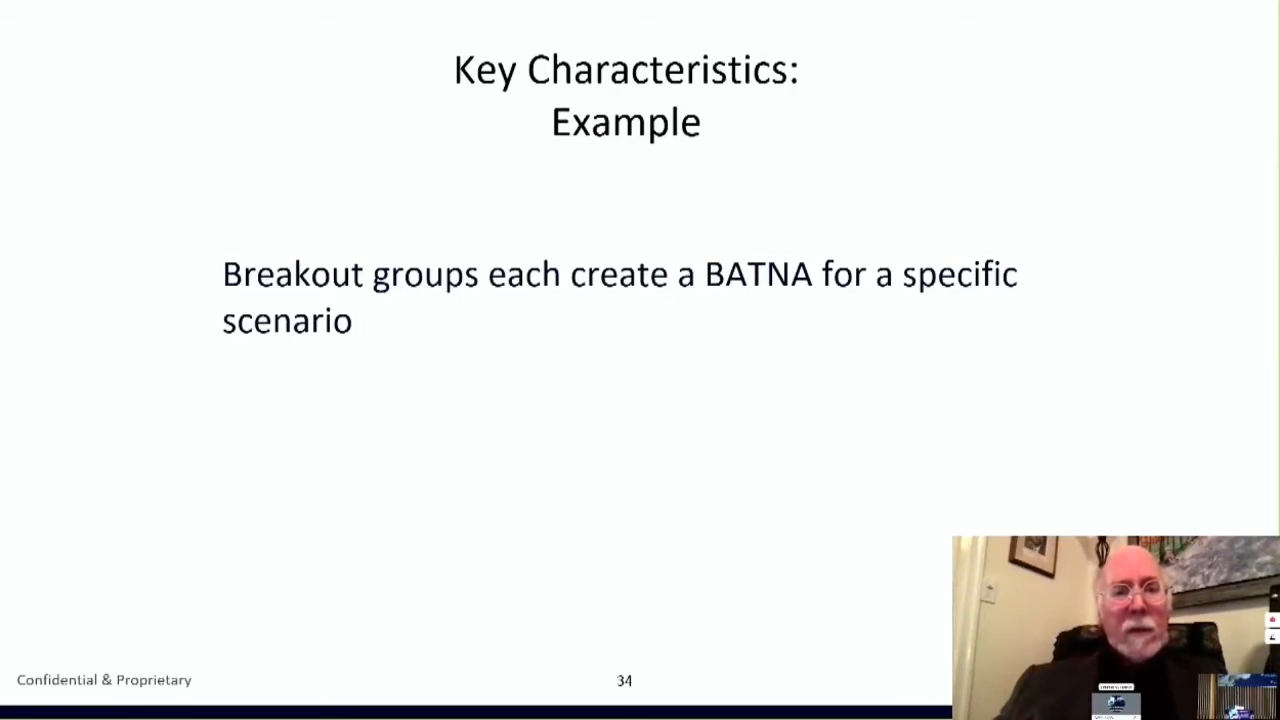 Key Characteristics:
Example
Breakout groups each create a BATNA for a specific
scenario
Confidential & Proprietary
34